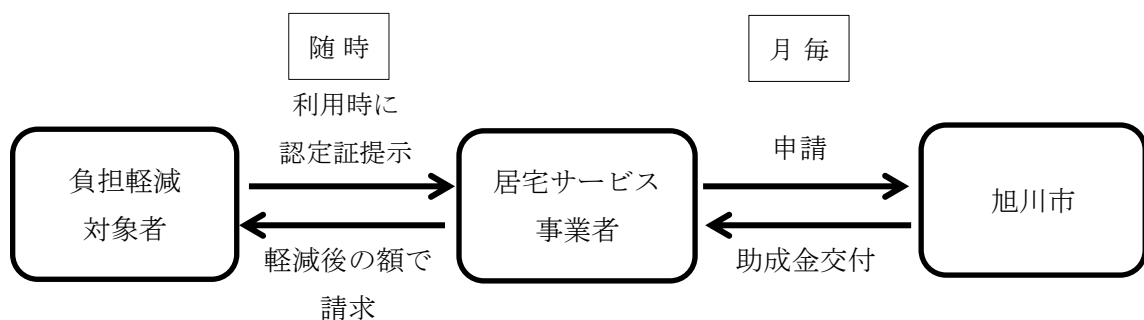 随 時
月 毎
利用時に
認定証提示
申請
負担軽減
対象者
居宅サービス
事業者
旭川市
軽減後の額で
請求
助成金交付